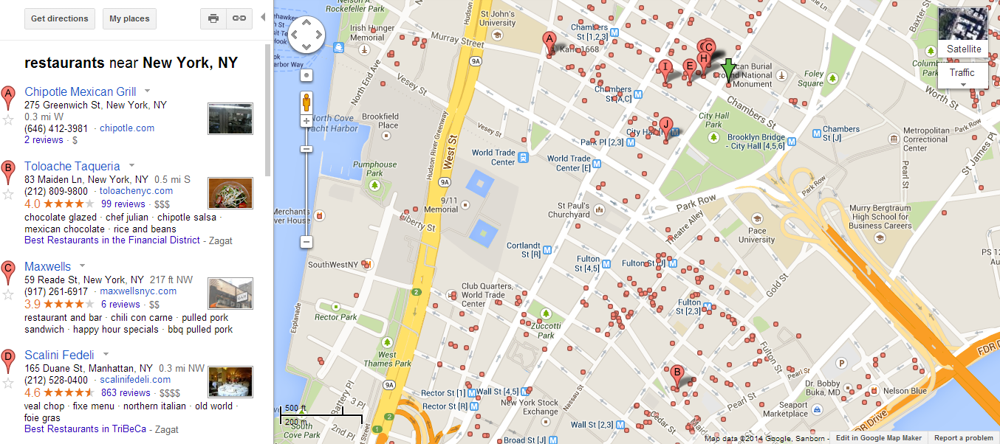 Get directions
My places
restaurants near New York, NY
A
Chipotle Mexican Grill
275 Greenwich St, New York, NY
0.3 mi W
(646) 412-3981 · chipotle.com
2 reviews · $
B
Toloache Taqueria
83 Maiden Ln, New York, NY 0.5 mi S
(212) 809-9800 · toloachenyc.com
4.0 99 reviews · $$$
chocolate glazed · chef julian · chipotle salsa ·
mexican chocolate · rice and beans
Best Restaurants in the Financial District - Zagat
C
Maxwells
59 Reade St, New York, NY 217 ft NW
(917) 261-6917 · maxwellsnyc.com
3.9 6 reviews · $$
restaurant and bar · chili con carne · pulled pork
sandwich · happy hour specials · bbq pulled pork
D
Scalini Fedeli
165 Duane St, Manhattan, NY 0.3 mi NW
(212) 528-0400 · scalinifedeli.com
4.6 863 reviews · $$$$
veal chop · fixe menu · northern italian · old world ·
foie gras
Best Restaurants in TriBeCa - Zagat
Nelson A.
Rockefeller Park
St John's
University
Hudson River Greenway
Irish Hunger
Memorial
Murray Street
Chambers
St [1,2,3]
Kane 1668
A
C
H
I
E
J
B
Satellite
Traffic
Baxter St
Foley
Square
Worth St
Chambers St
Chambers
St [A,C]
City Hall
Park
Brooklyn Bridge
- City Hall [4,5,6]
Chambers
St [J]
Metropolitan
Correctional
Center
Park Row
St James Pl
Pearl St
North End Ave
Vesey St
North Cove
Yacht Harbor
Brookfield
Place
Vesey St
Park Pl [2,3]
World Trade
Center
World Trade
Center [E]
West St
9A
Pumphouse
Park
9/11
Memorial
St Paul's
Churchyard
Park Row
Park Row
Theatre Alley
Pace
University
Murry Bergtraum
High School for
Business Careers
Liberty St
Cortlandt
St [R]
Fulton
St [4,5]
Fulton St [J]
SouthWestNY
Club Quarters,
World Trade
Center
Gold St
Fulton
St [2,3]
Rector Park
Esplanade
Zuccotti
Park
West
Thames Park
Fulton St
Pearl St
P
Dr. Bobby
Buka, MD
Nelson Blue
FDR Drive
Seaport
Marketplace
Pearl St
Rector St [1]
Wall St [4,5]
Rector St [R]
New York Stock
Exchange
Nassau St
Wall St [2,3]
Cedar St
Broad St [J]
Battery Pl
3 Pl
2nd Pl
South Cove
Park
500 ft
200 m
Map data ©2014 Google, Sanborn -
Edit in Google Map Maker
Report a problem